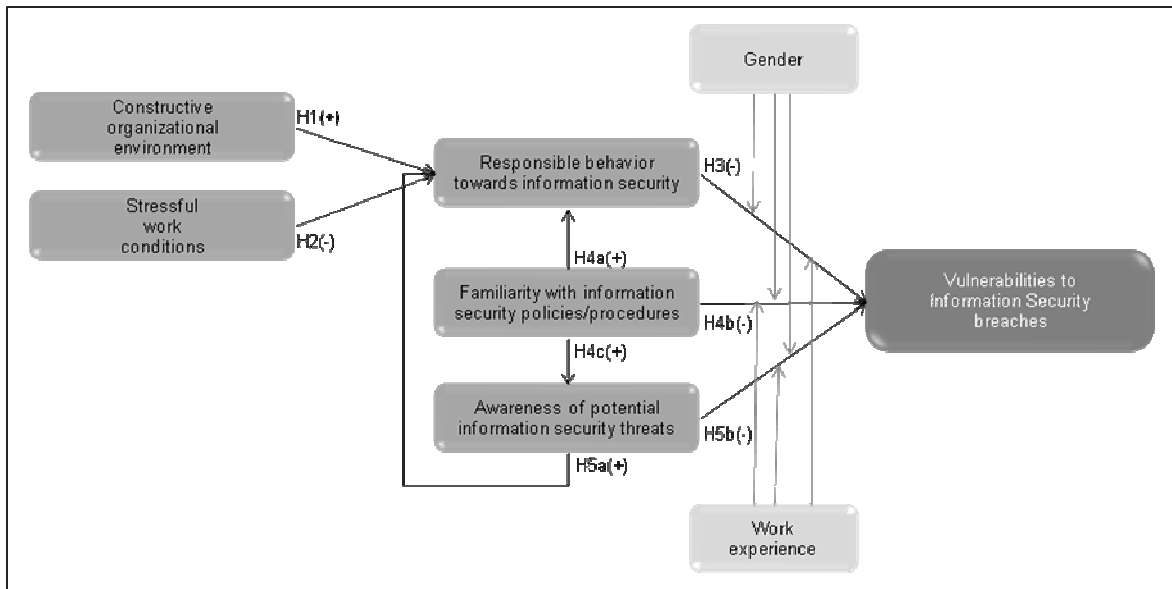 Gender
Constructive
organizational
environment
H1(+)
Responsible behavior
towards information security
H3(-)
Stressful
work
conditions
H2(-)
H4a(+)
Familiarity with information
security policies/procedures
H4b(-)
Vulnerabilities to
Information Security
breaches
H4c(+)
Awareness of potential
information security threats
H5b(-)
H5a(+)
Work
experience